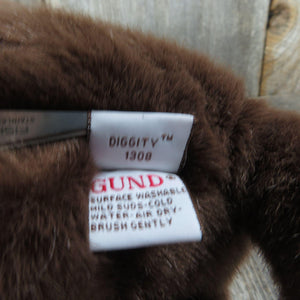 DIGGITY™
1308
GUND®
SURFACE WASHABLE
MILD SUDS-COLD
WATER-AIR DRY-
BRUSH GENTLY